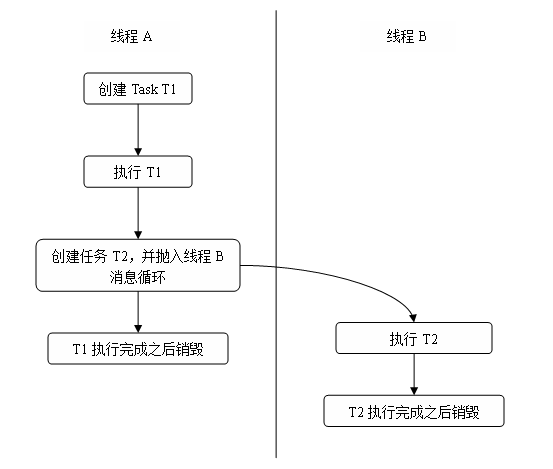 线程 A
线程 B
创建 Task T1
执行 T1
创建任务 T2，并抛入线程 B
消息循环
T1 执行完成之后销毁
执行 T2
T2 执行完成之后销毁